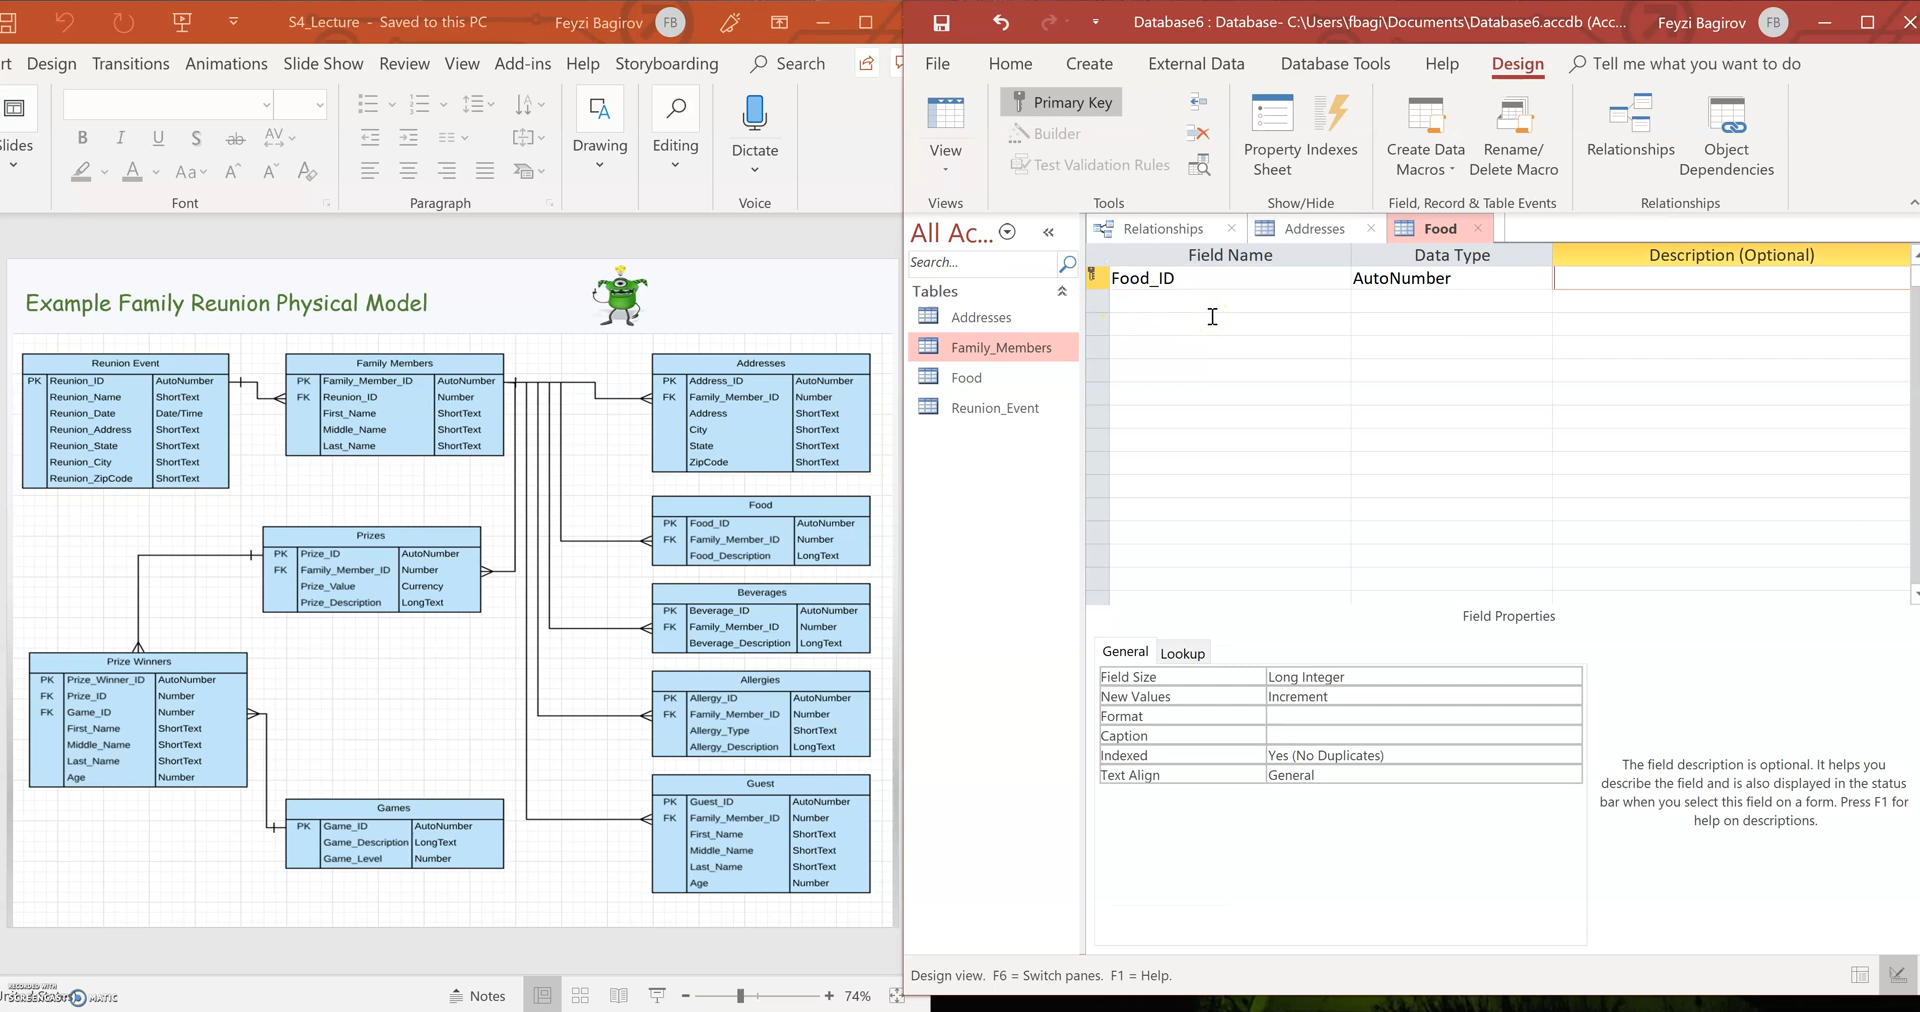 S4_Lecture - Saved to this PC
Feyzi Bagirov
FB
rt Design Transitions Animations Slide Show Review View Add-ins Help Storyboarding Search
Slides
B I U S ab AV
A Aa A A
Font
Paragraph
Drawing
Editing
Dictate
Voice
Example Family Reunion Physical Model
Reunion Event
PK Reunion_ID AutoNumber
Reunion_Name ShortText
Reunion_Date Date/Time
Reunion_Address ShortText
Reunion_State ShortText
Reunion_City ShortText
Reunion_ZipCode ShortText
Family Members
PK Family_Member_ID AutoNumber
FK Reunion_ID Number
First_Name ShortText
Middle_Name ShortText
Last_Name ShortText
Addresses
PK Address_ID AutoNumber
FK Family_Member_ID Number
Address ShortText
City ShortText
State ShortText
ZipCode ShortText
Food
PK Food_ID AutoNumber
FK Family_Member_ID Number
Food_Description LongText
Prizes
PK Prize_ID AutoNumber
FK Family_Member_ID Number
Prize_Value Currency
Prize_Description LongText
Beverages
PK Beverage_ID AutoNumber
FK Family_Member_ID Number
Beverage_Description LongText
Prize Winners
PK Prize_Winner_ID AutoNumber
FK Prize_ID Number
FK Game_ID Number
First_Name ShortText
Middle_Name ShortText
Last_Name ShortText
Age Number
Allergies
PK Allergy_ID AutoNumber
FK Family_Member_ID Number
Allergy_Type ShortText
Allergy_Description LongText
Games
PK Game_ID AutoNumber
Game_Description LongText
Game_Level Number
Guest
PK Guest_ID AutoNumber
FK Family_Member_ID Number
First_Name ShortText
Middle_Name ShortText
Last_Name ShortText
Age Number
RECORDED WITH
SCREENCAST MATIC
Notes
74%
Database6 : Database- C:\Users\fbagi\Documents\Database6.accdb (Acc...
Feyzi Bagirov
FB
File Home Create External Data Database Tools Help Design Tell me what you want to do
View
Views
Primary Key
Builder
Test Validation Rules
Tools
Property Sheet
Indexes
Show/Hide
Create Data Macros
Rename/ Delete Macro
Field, Record & Table Events
Relationships
Object Dependencies
Relationships
All Ac...
Search...
Tables
Addresses
Family_Members
Food
Reunion_Event
Relationships
Addresses
Food
Field Name Data Type Description (Optional)
Food_ID AutoNumber
Field Properties
General Lookup
Field Size Long Integer
New Values Increment
Format
Caption
Indexed Yes (No Duplicates)
Text Align General
The field description is optional. It helps you
describe the field and is also displayed in the status
bar when you select this field on a form. Press F1 for
help on descriptions.
Design view. F6 = Switch panes. F1 = Help.